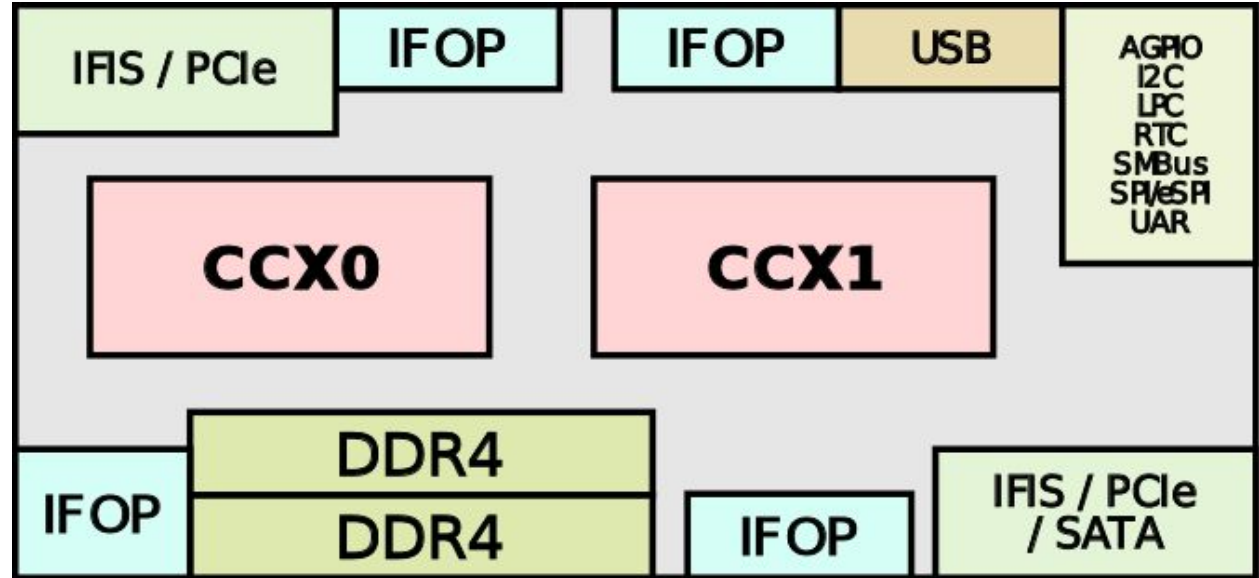 IFIS / PCIe
IFOP
IFOP
USB
AGPIO
I2C
LPC
RTC
SMBus
SPI/eSPI
UAR
CCX0
CCX1
DDR4
DDR4
IFOP
IFOP
IFIS / PCIe
/ SATA